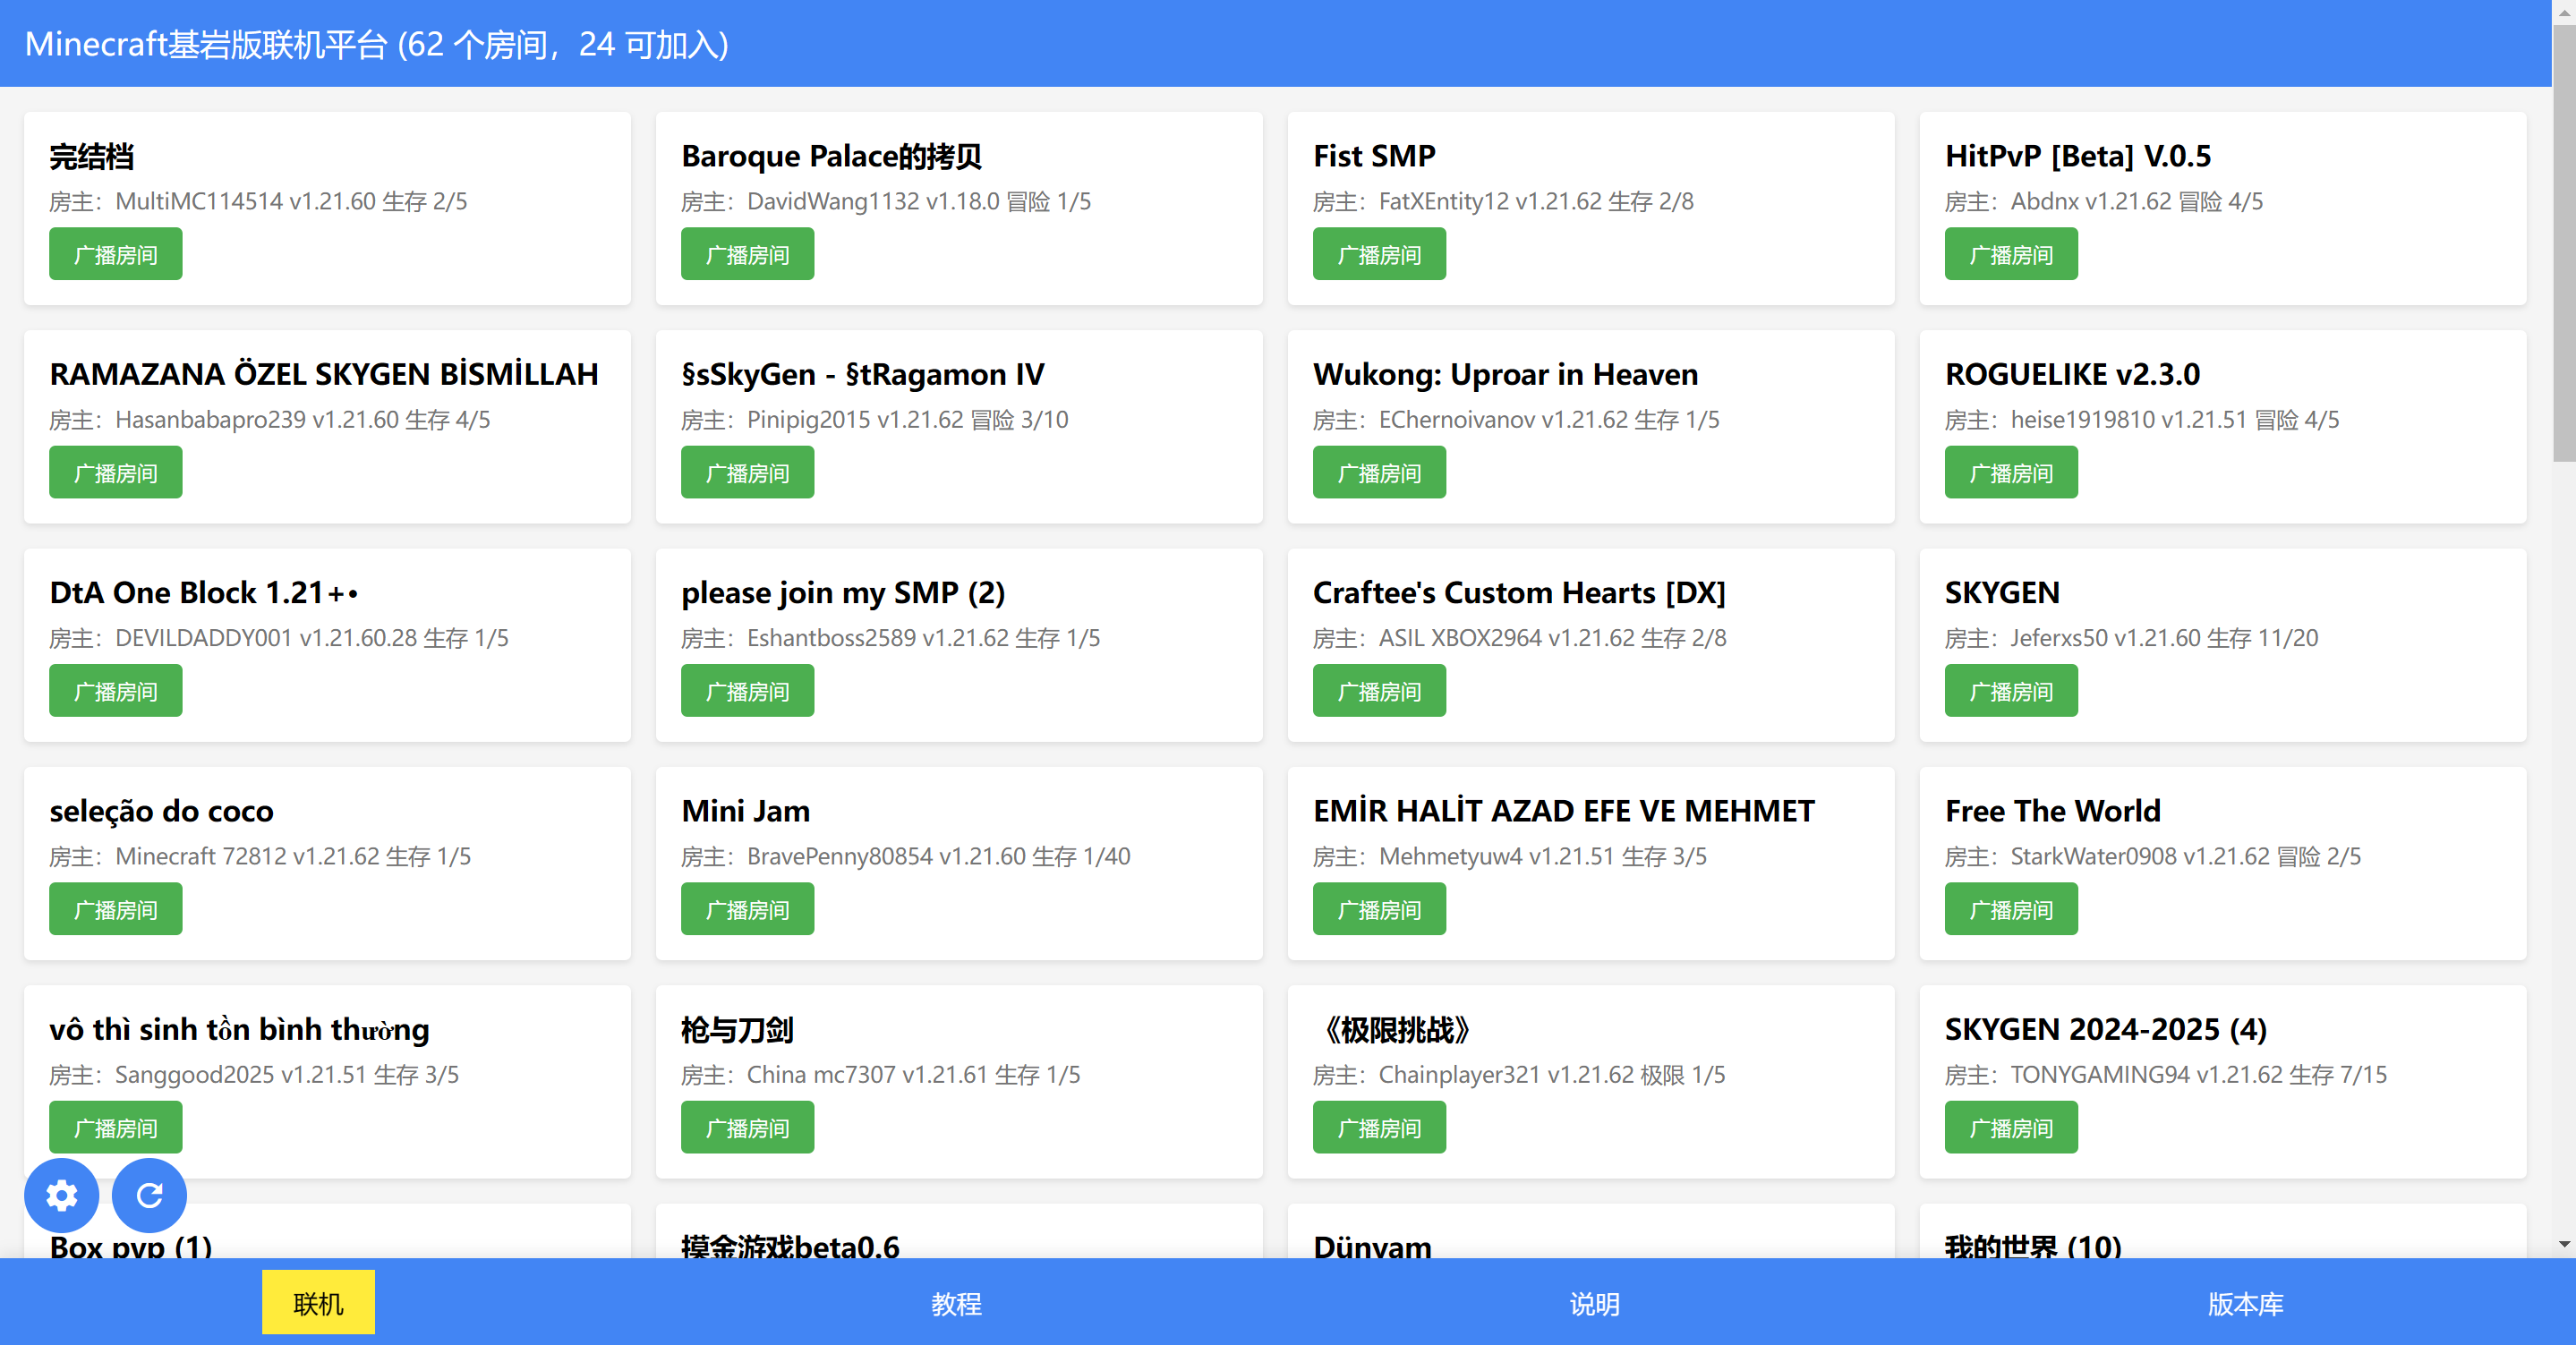 Minecraft基岩版联机平台 (62 个房间，24 可加入)
完结档
房主：MultiMC114514 v1.21.60 生存 2/5
广播房间
Baroque Palace的拷贝
房主：DavidWang1132 v1.18.0 冒险 1/5
广播房间
Fist SMP
房主：FatXEntity12 v1.21.62 生存 2/8
广播房间
HitPvP [Beta] V.0.5
房主：Abdnx v1.21.62 冒险 4/5
广播房间
RAMAZANA ÖZEL SKYGEN BİSMİLLAH
房主：Hasanbabapro239 v1.21.60 生存 4/5
广播房间
§sSkyGen - §tRagamon IV
房主：Pinipig2015 v1.21.62 冒险 3/10
广播房间
Wukong: Uproar in Heaven
房主：EChernoivanov v1.21.62 生存 1/5
广播房间
ROGUELIKE v2.3.0
房主：heise1919810 v1.21.51 冒险 4/5
广播房间
DtA One Block 1.21+•
房主：DEVILDADDY001 v1.21.60.28 生存 1/5
广播房间
please join my SMP (2)
房主：Eshantboss2589 v1.21.62 生存 1/5
广播房间
Craftee's Custom Hearts [DX]
房主：ASIL XBOX2964 v1.21.62 生存 2/8
广播房间
SKYGEN
房主：Jeferxs50 v1.21.60 生存 11/20
广播房间
seleção do coco
房主：Minecraft 72812 v1.21.62 生存 1/5
广播房间
Mini Jam
房主：BravePenny80854 v1.21.60 生存 1/40
广播房间
EMİR HALİT AZAD EFE VE MEHMET
房主：Mehmetyuw4 v1.21.51 生存 3/5
广播房间
Free The World
房主：StarkWater0908 v1.21.62 冒险 2/5
广播房间
vô thì sinh tồn bình thường
房主：Sanggood2025 v1.21.51 生存 3/5
广播房间
枪与刀剑
房主：China mc7307 v1.21.61 生存 1/5
广播房间
《极限挑战》
房主：Chainplayer321 v1.21.62 极限 1/5
广播房间
SKYGEN 2024-2025 (4)
房主：TONYGAMING94 v1.21.62 生存 7/15
广播房间
Box pvp (1)
摸金游戏beta0.6
Dünyam
我的世界 (10)
联机
教程
说明
版本库